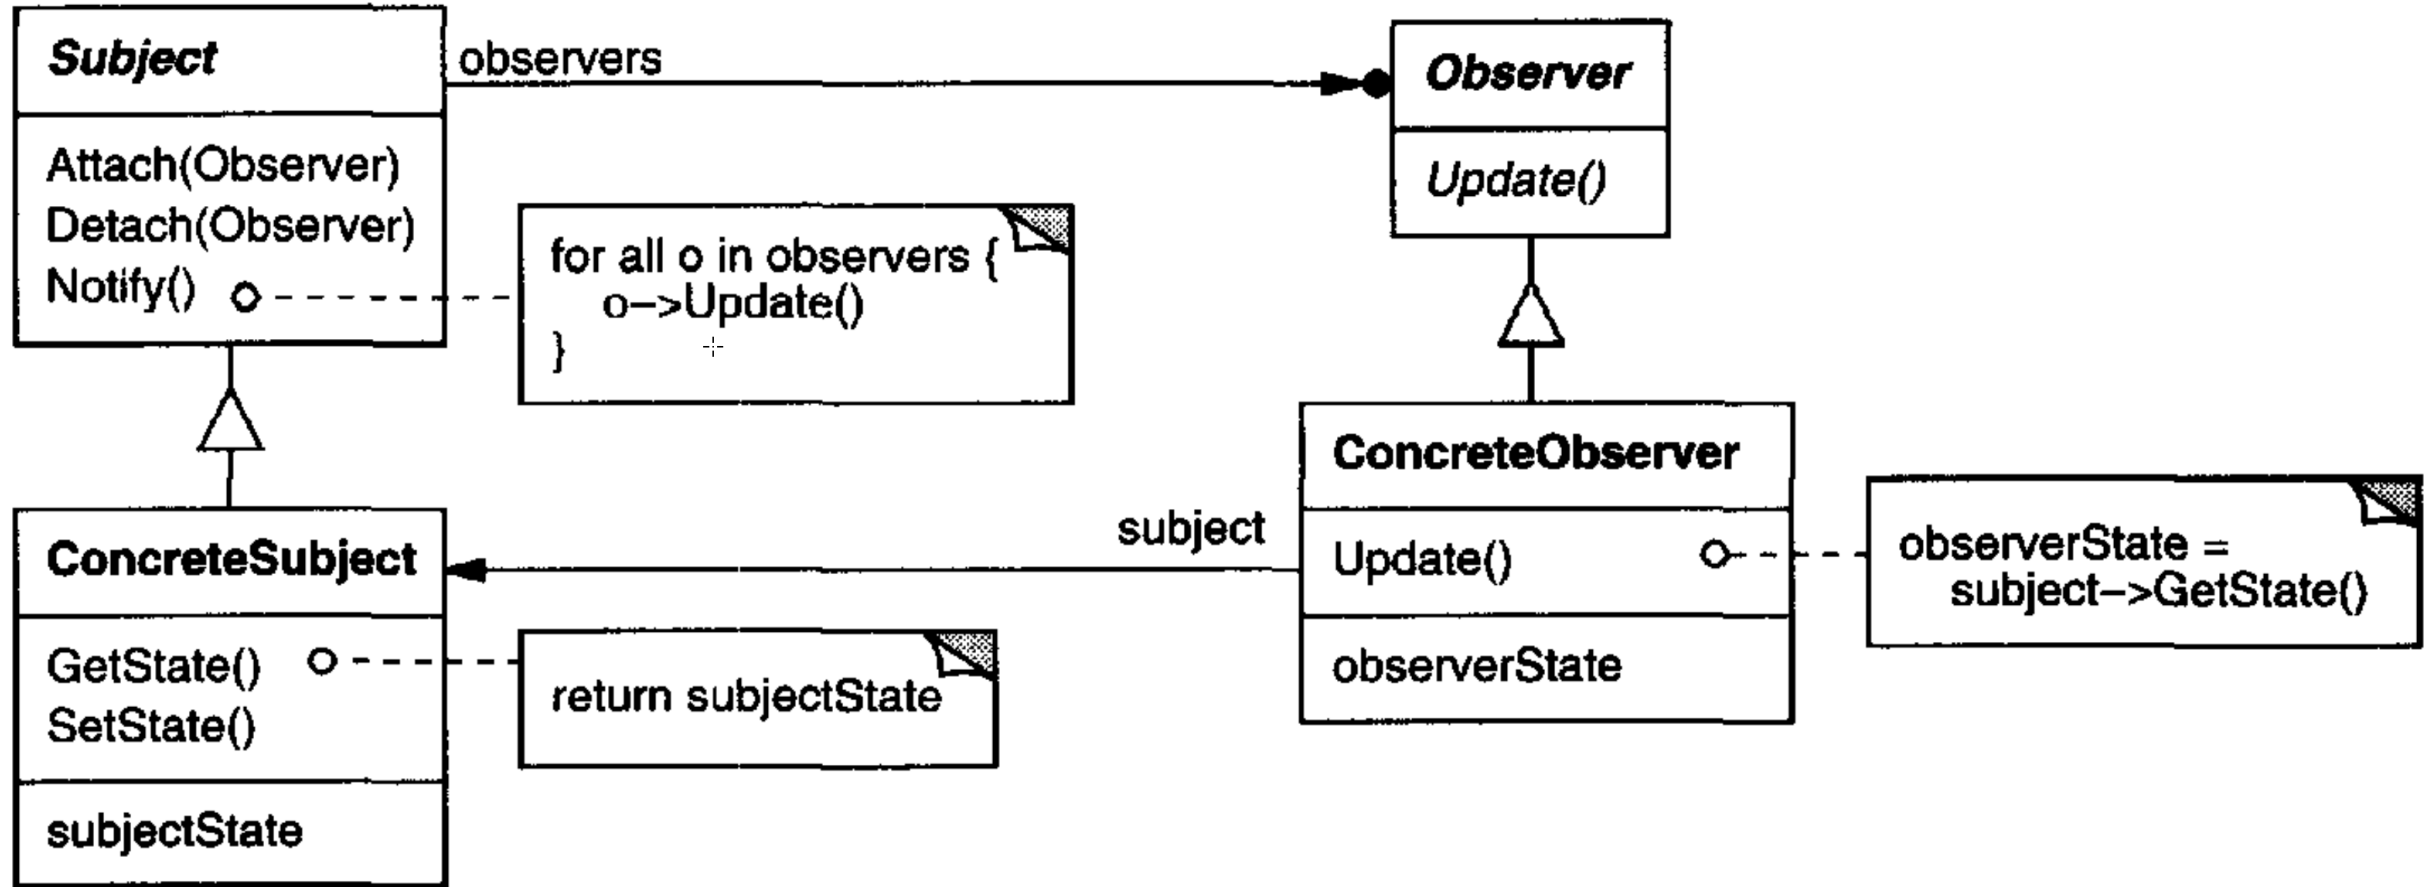 Subject
Attach(Observer)
Detach(Observer)
Notify()
observers
Observer
Update()
for all o in observers {
o–>Update()
}
ConcreteSubject
GetState()
SetState()
subjectState
return subjectState
subject
ConcreteObserver
Update()
observerState
observerState =
subject–>GetState()